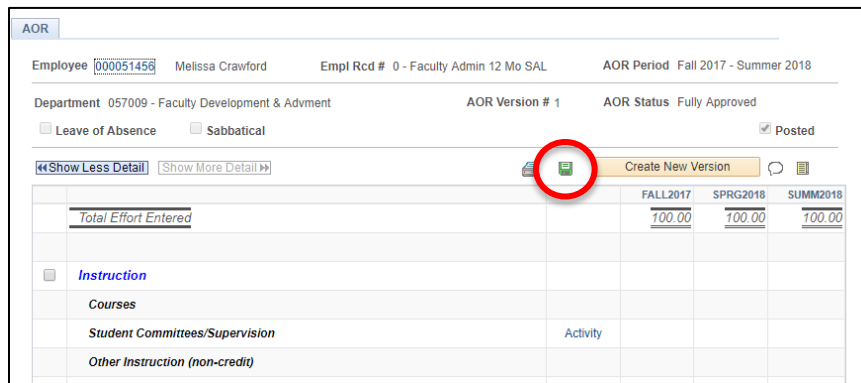 AOR
Employee 000051456 Melissa Crawford Empl Rcd # 0 - Faculty Admin 12 Mo SAL AOR Period Fall 2017 - Summer 2018
Department 057009 - Faculty Development & Advment AOR Version # 1 AOR Status Fully Approved
Leave of Absence Sabbatical Posted
Show Less Detail Show More Detail Create New Version
FALL2017 SPRG2018 SUMM2018
Total Effort Entered 100.00 100.00 100.00
Instruction
Courses
Student Committees/Supervision Activity
Other Instruction (non-credit)